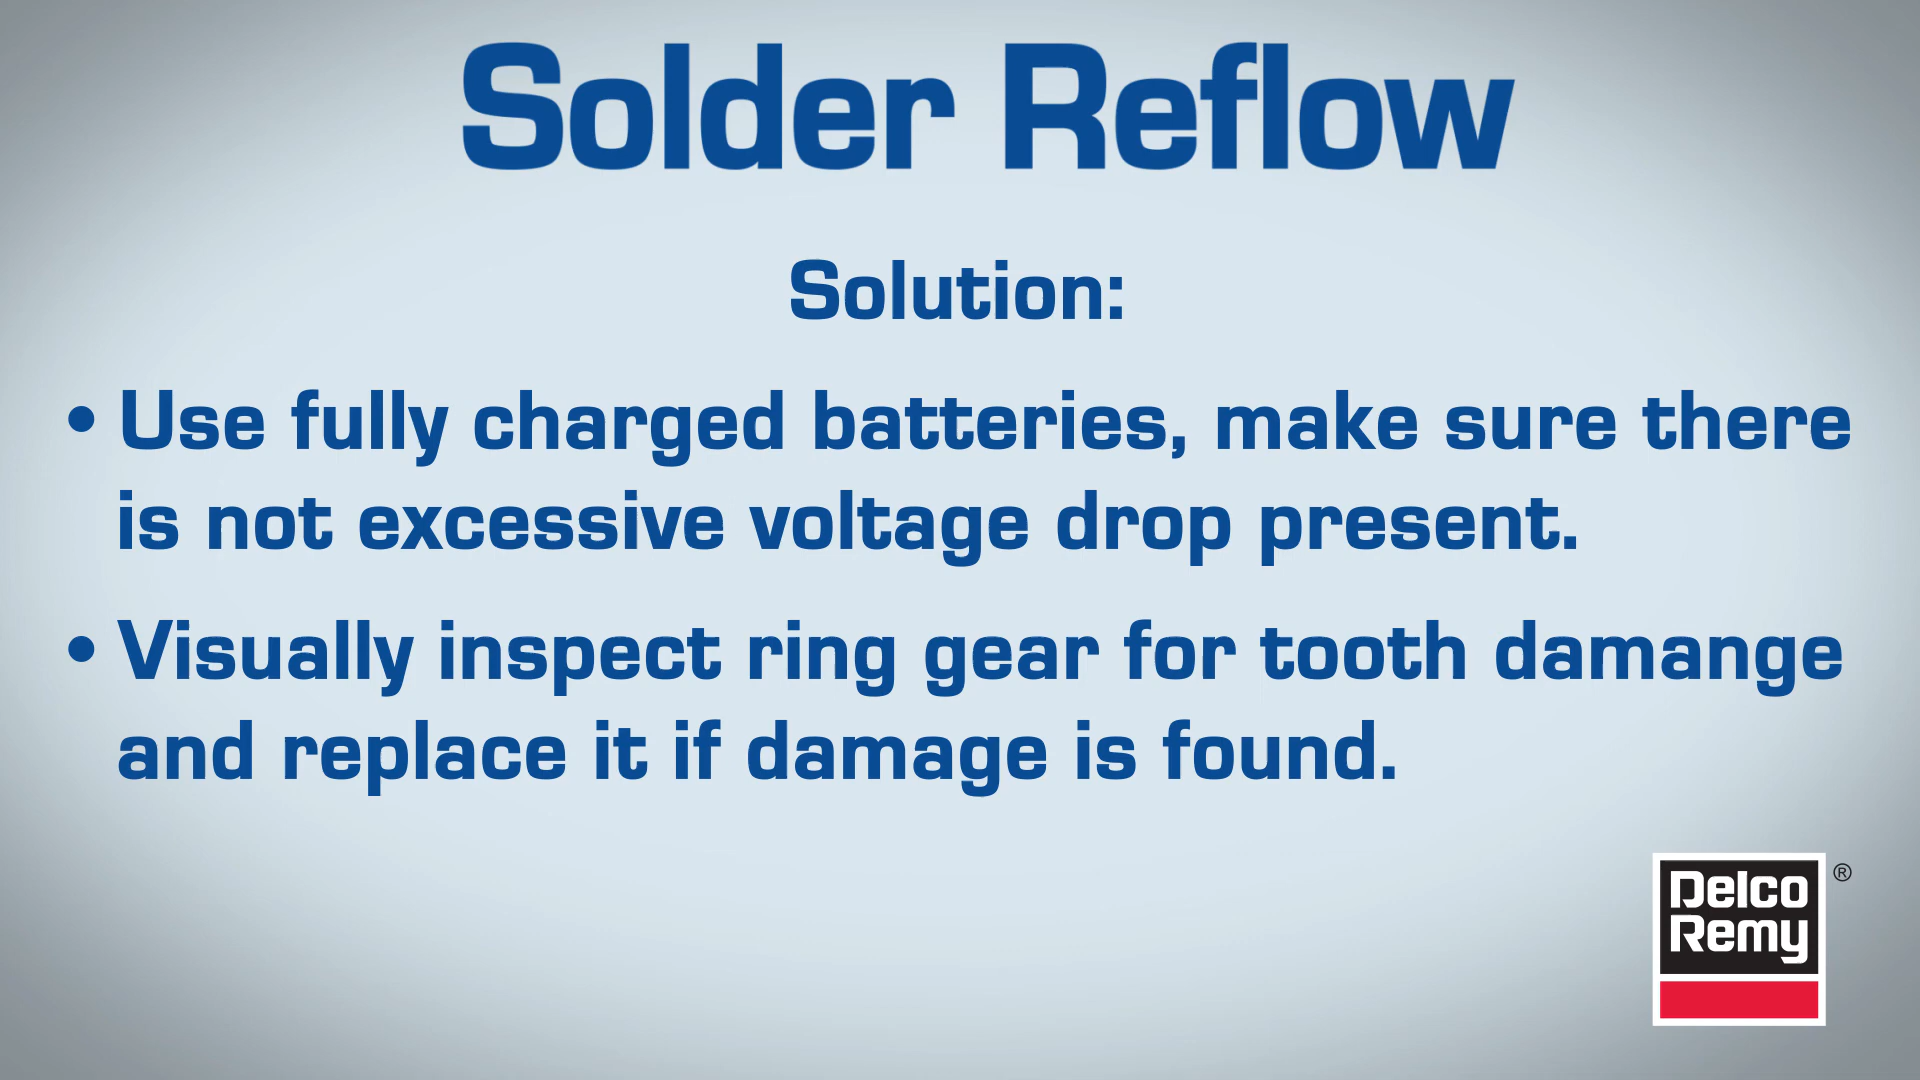 Solder Reflow
Solution:
• Use fully charged batteries, make sure there
is not excessive voltage drop present.
• Visually inspect ring gear for tooth damange
and replace it if damage is found.
Delco
Remy
®